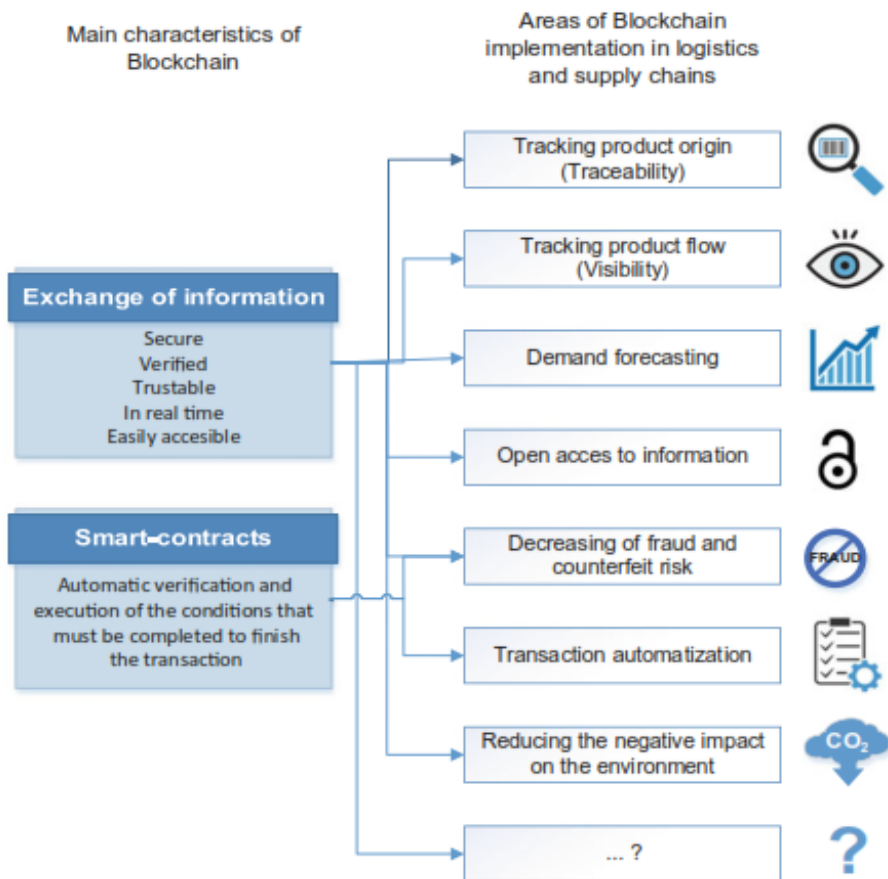 Main characteristics of
Blockchain
Areas of Blockchain
implementation in logistics
and supply chains
Exchange of information
Secure
Verified
Trustable
In real time
Easily accesible
Smart-contracts
Automatic verification and
execution of the conditions that
must be completed to finish
the transaction
Tracking product origin
(Traceability)
Tracking product flow
(Visibility)
Demand forecasting
Open acces to information
Decreasing of fraud and
counterfeit risk
FRAUD
Transaction automatization
Reducing the negative impact
on the environment
CO₂
... ?
?